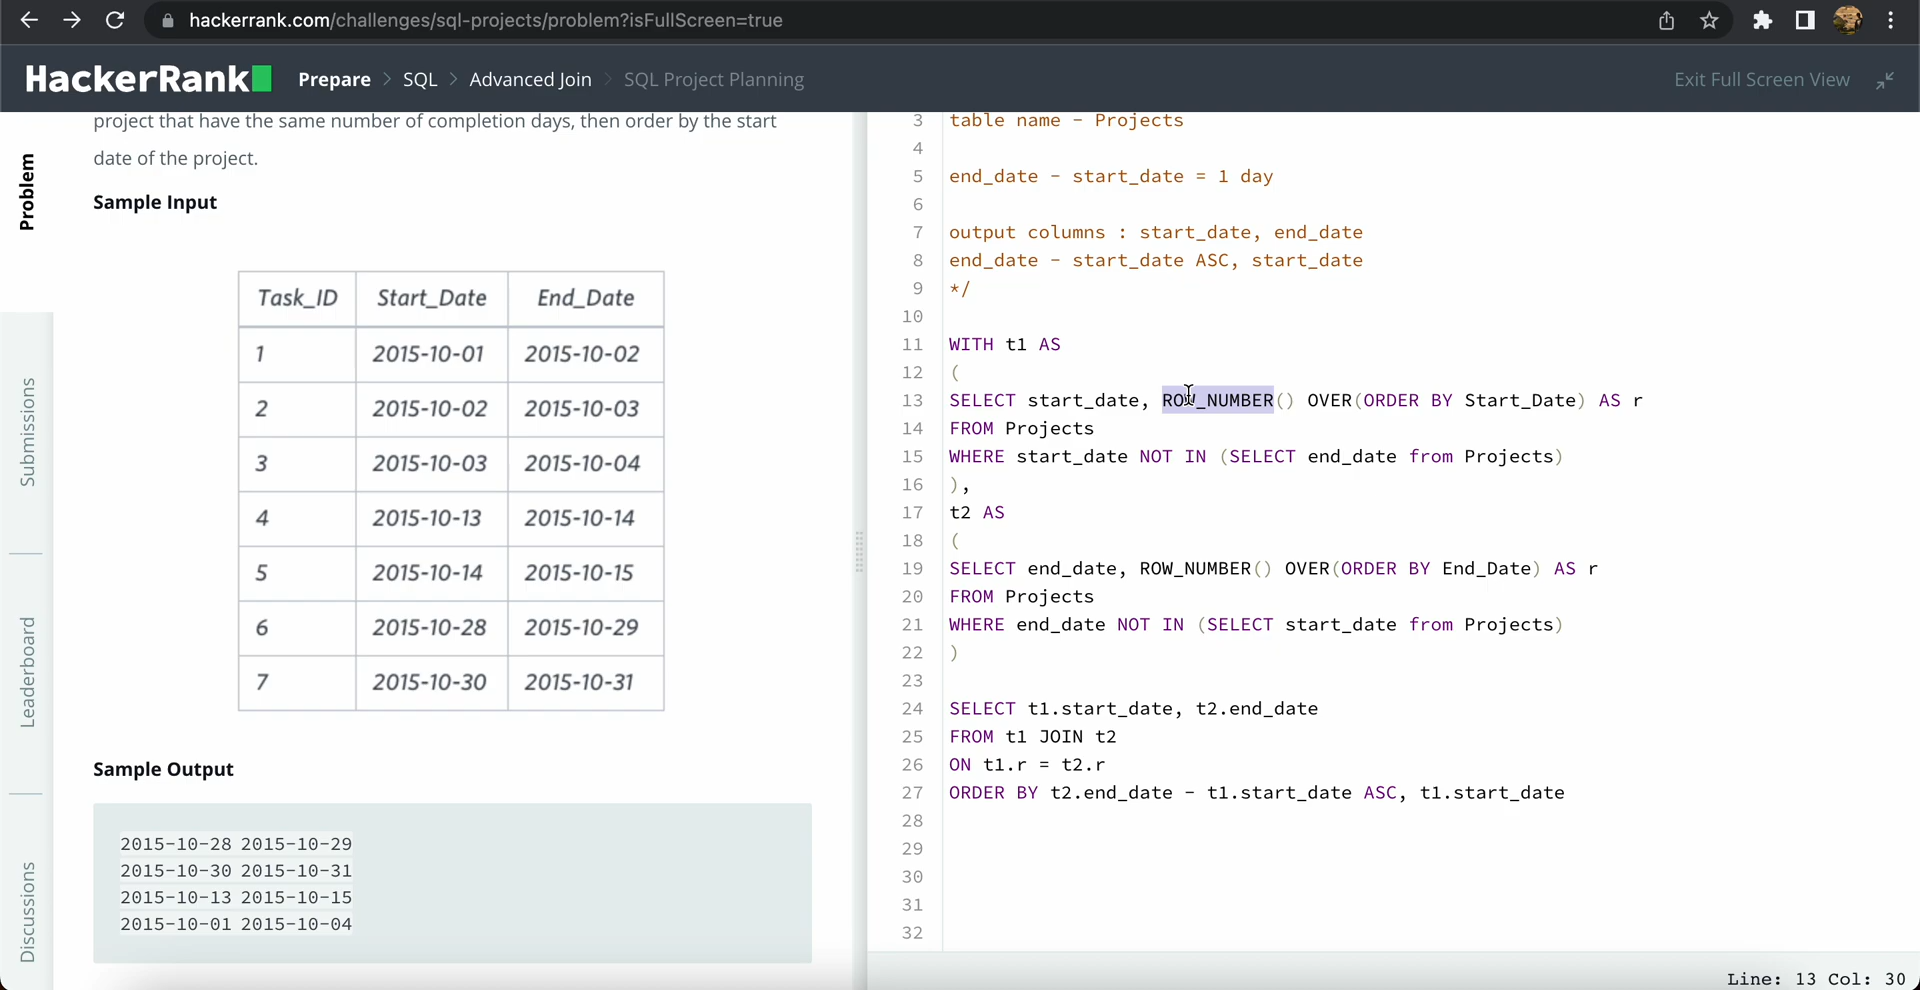 hackerrank.com/challenges/sql-projects/problem?isFullScreen=true
HackerRank
Prepare > SQL > Advanced Join > SQL Project Planning
Exit Full Screen View
Problem
Submissions
Leaderboard
Discussions
project that have the same number of completion days, then order by the start
date of the project.
Sample Input
Task_ID Start_Date End_Date
1 2015-10-01 2015-10-02
2 2015-10-02 2015-10-03
3 2015-10-03 2015-10-04
4 2015-10-13 2015-10-14
5 2015-10-14 2015-10-15
6 2015-10-28 2015-10-29
7 2015-10-30 2015-10-31
Sample Output
2015-10-28 2015-10-29
2015-10-30 2015-10-31
2015-10-13 2015-10-15
2015-10-01 2015-10-04
3 table name - Projects
4
5 end_date - start_date = 1 day
6
7 output columns : start_date, end_date
8 end_date - start_date ASC, start_date
9 */
10
11 WITH t1 AS
12 (
13 SELECT start_date, ROW_NUMBER() OVER(ORDER BY Start_Date) AS r
14 FROM Projects
15 WHERE start_date NOT IN (SELECT end_date from Projects)
16 ),
17 t2 AS
18 (
19 SELECT end_date, ROW_NUMBER() OVER(ORDER BY End_Date) AS r
20 FROM Projects
21 WHERE end_date NOT IN (SELECT start_date from Projects)
22 )
23
24 SELECT t1.start_date, t2.end_date
25 FROM t1 JOIN t2
26 ON t1.r = t2.r
27 ORDER BY t2.end_date - t1.start_date ASC, t1.start_date
28
29
30
31
32
Line: 13 Col: 30